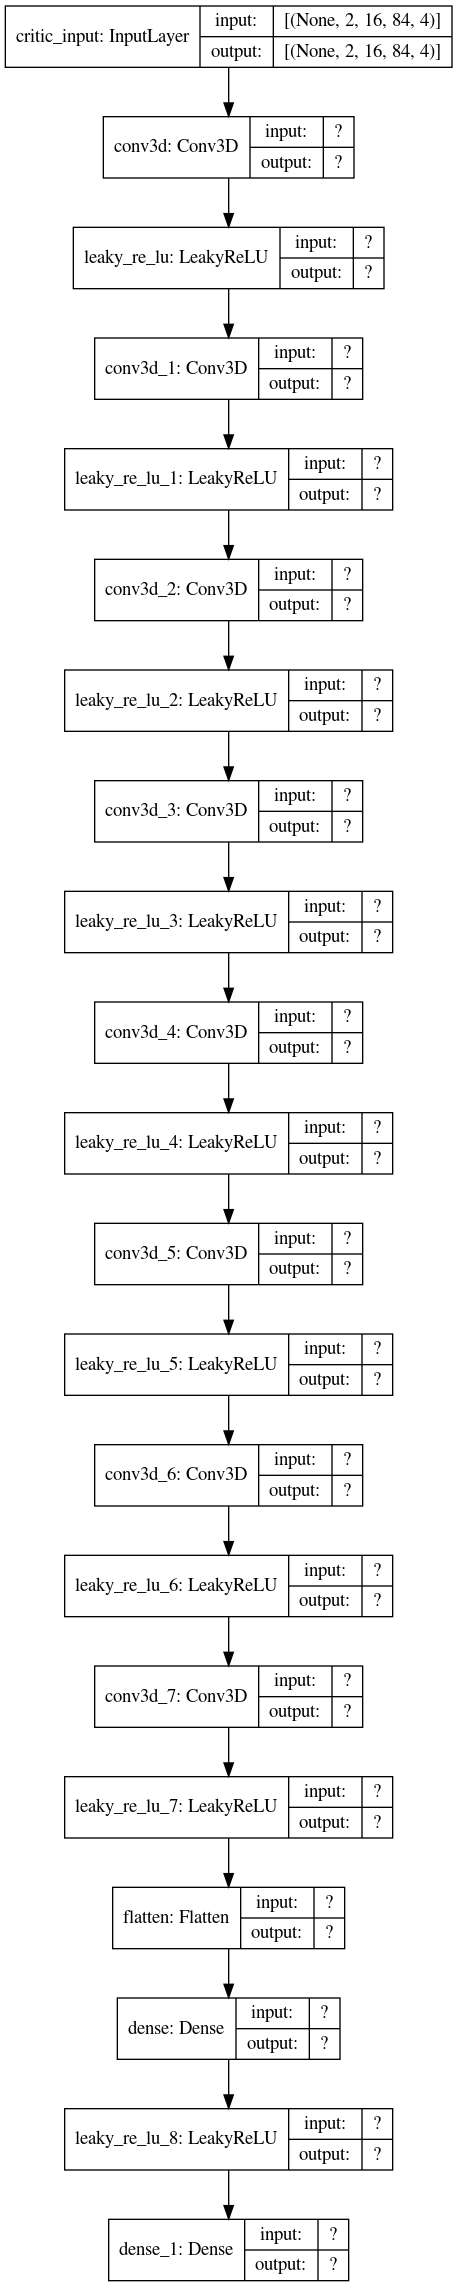 critic_input: InputLayer
input: [(None, 2, 16, 84, 4)]
output: [(None, 2, 16, 84, 4)]
conv3d: Conv3D
input: ?
output: ?
leaky_re_lu: LeakyReLU
input: ?
output: ?
conv3d_1: Conv3D
input: ?
output: ?
leaky_re_lu_1: LeakyReLU
input: ?
output: ?
conv3d_2: Conv3D
input: ?
output: ?
leaky_re_lu_2: LeakyReLU
input: ?
output: ?
conv3d_3: Conv3D
input: ?
output: ?
leaky_re_lu_3: LeakyReLU
input: ?
output: ?
conv3d_4: Conv3D
input: ?
output: ?
leaky_re_lu_4: LeakyReLU
input: ?
output: ?
conv3d_5: Conv3D
input: ?
output: ?
leaky_re_lu_5: LeakyReLU
input: ?
output: ?
conv3d_6: Conv3D
input: ?
output: ?
leaky_re_lu_6: LeakyReLU
input: ?
output: ?
conv3d_7: Conv3D
input: ?
output: ?
leaky_re_lu_7: LeakyReLU
input: ?
output: ?
flatten: Flatten
input: ?
output: ?
dense: Dense
input: ?
output: ?
leaky_re_lu_8: LeakyReLU
input: ?
output: ?
dense_1: Dense
input: ?
output: ?